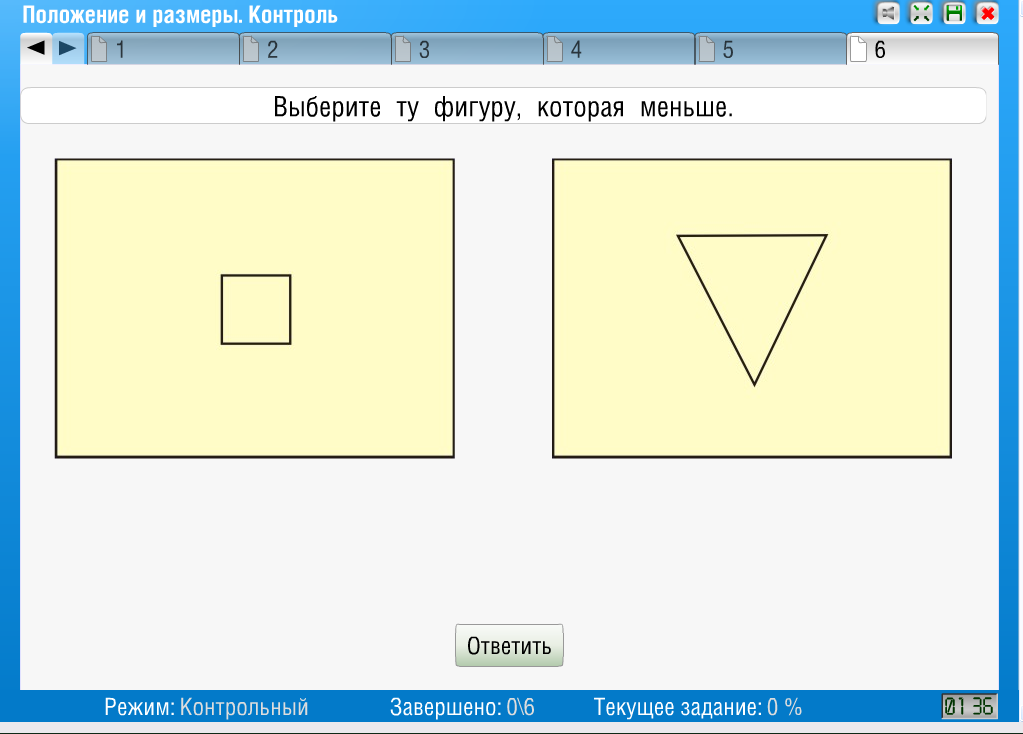 Положение и размеры. Контроль
1 2 3 4 5 6
Выберите ту фигуру, которая меньше.
Ответить
Режим: Контрольный Завершено: 0\6 Текущее задание: 0 % 01 36